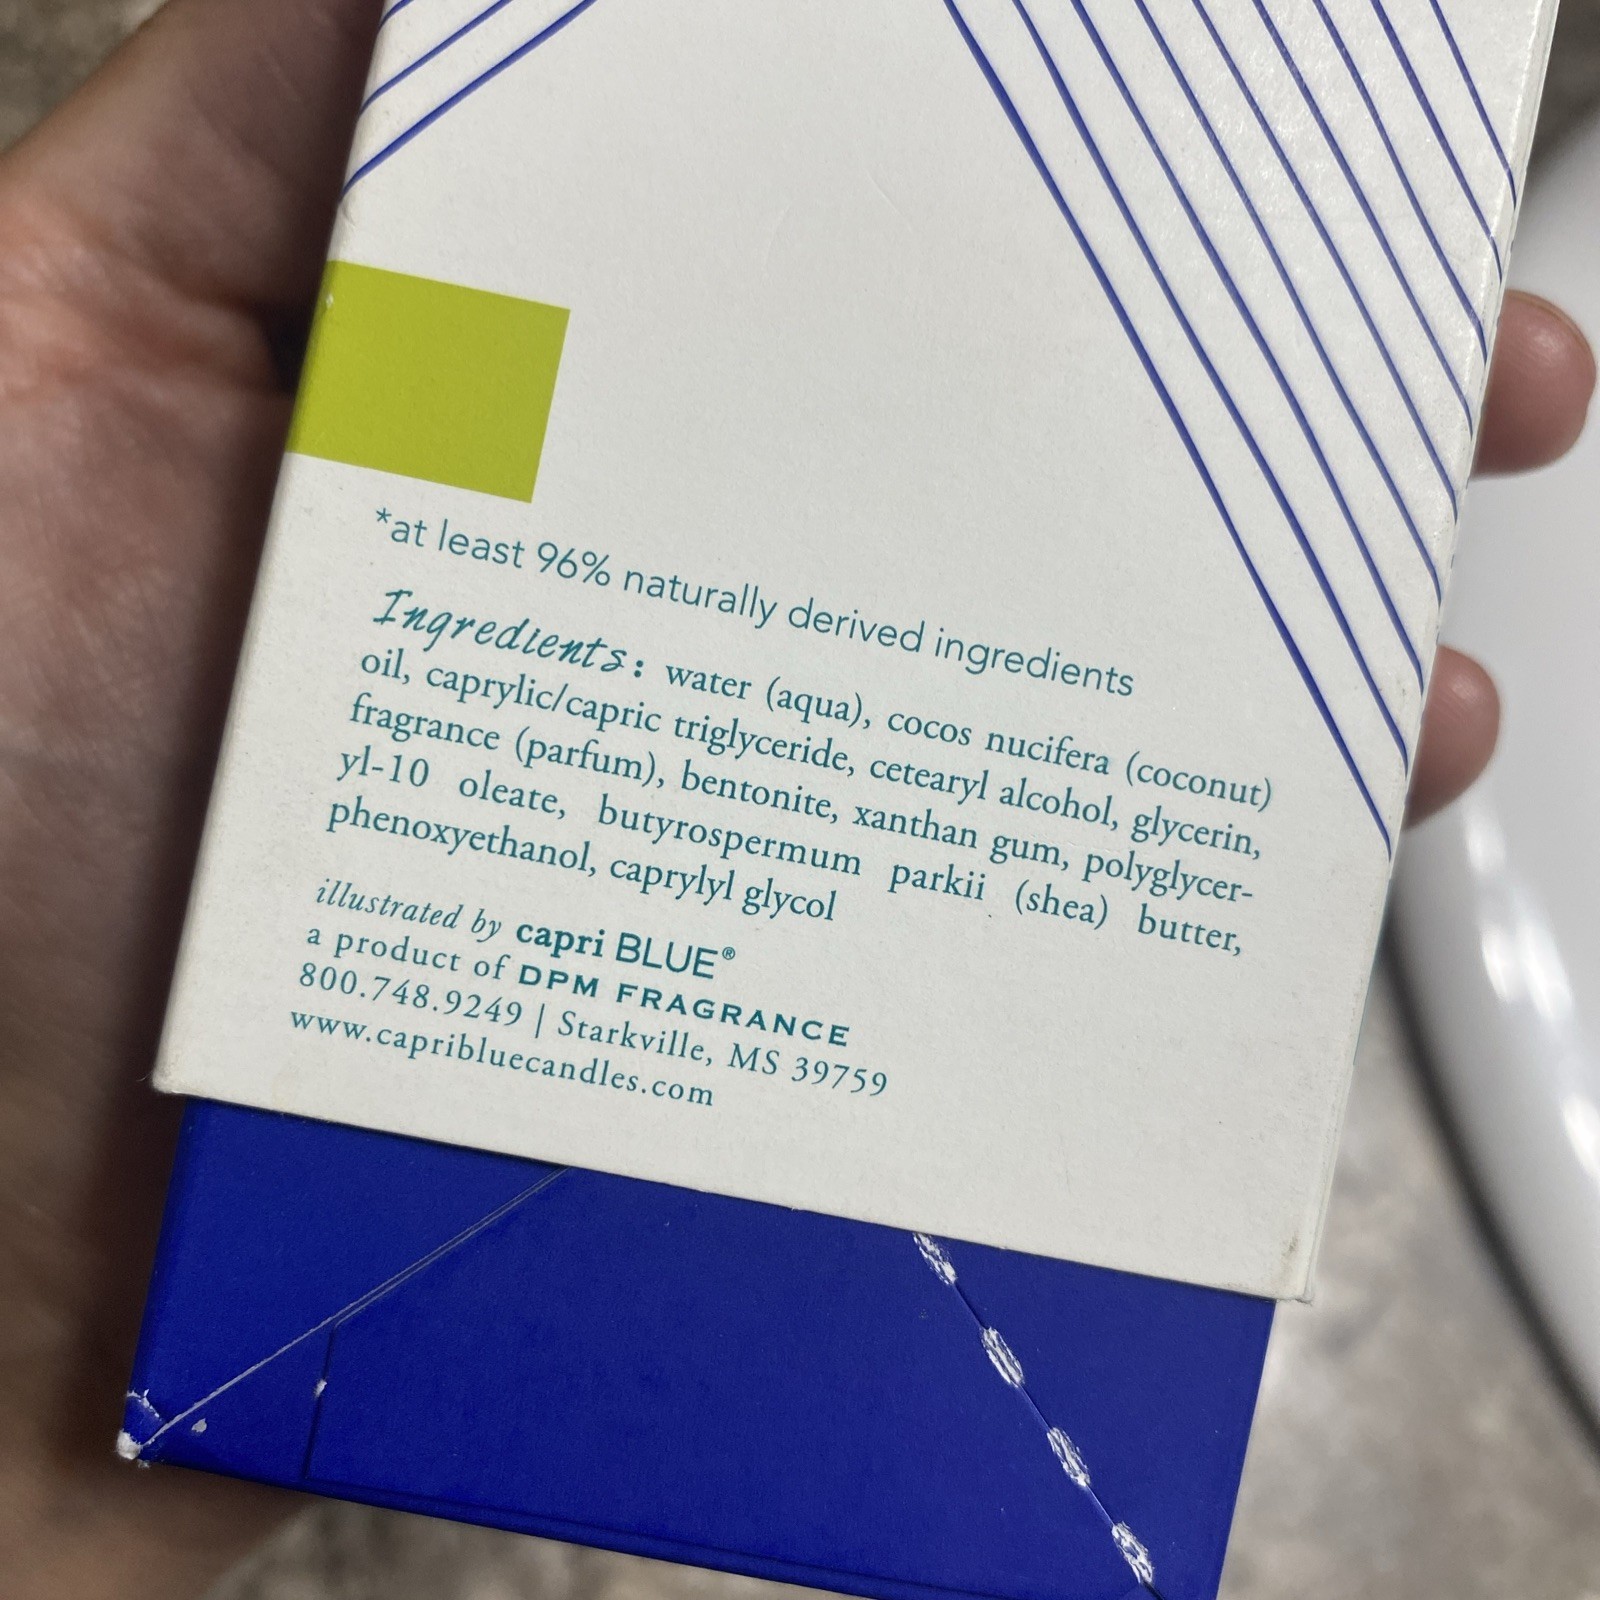 *at least 96% naturally derived ingredients
Ingredients: water (aqua), cocos nucifera (coconut)
oil, caprylic/capric triglyceride, cetearyl alcohol, glycerin,
fragrance (parfum), bentonite, xanthan gum, polyglycer-
yl-10 oleate, butyrospermum parkii (shea) butter,
phenoxyethanol, caprylyl glycol
illustrated by capri BLUE®
a product of DPM FRAGRANCE
800.748.9249 | Starkville, MS 39759
www.capribluecandles.com